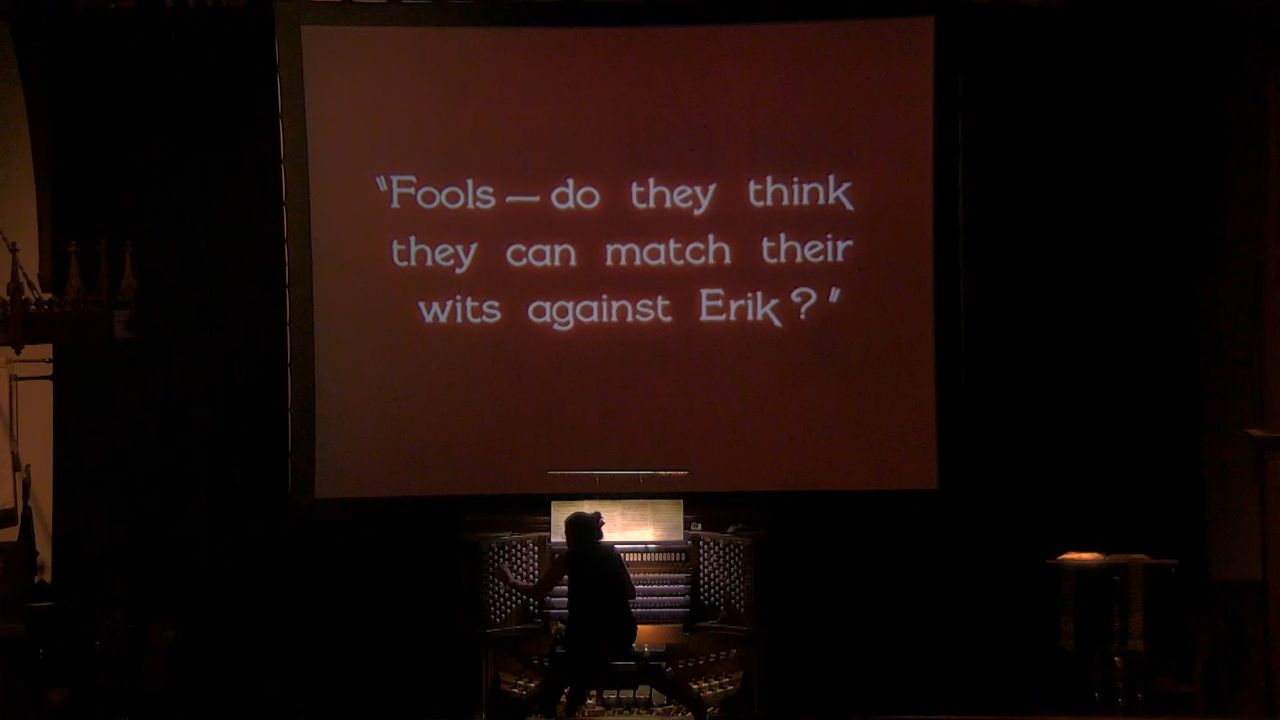 "Fools — do they think
they can match their
wits against Erik?"